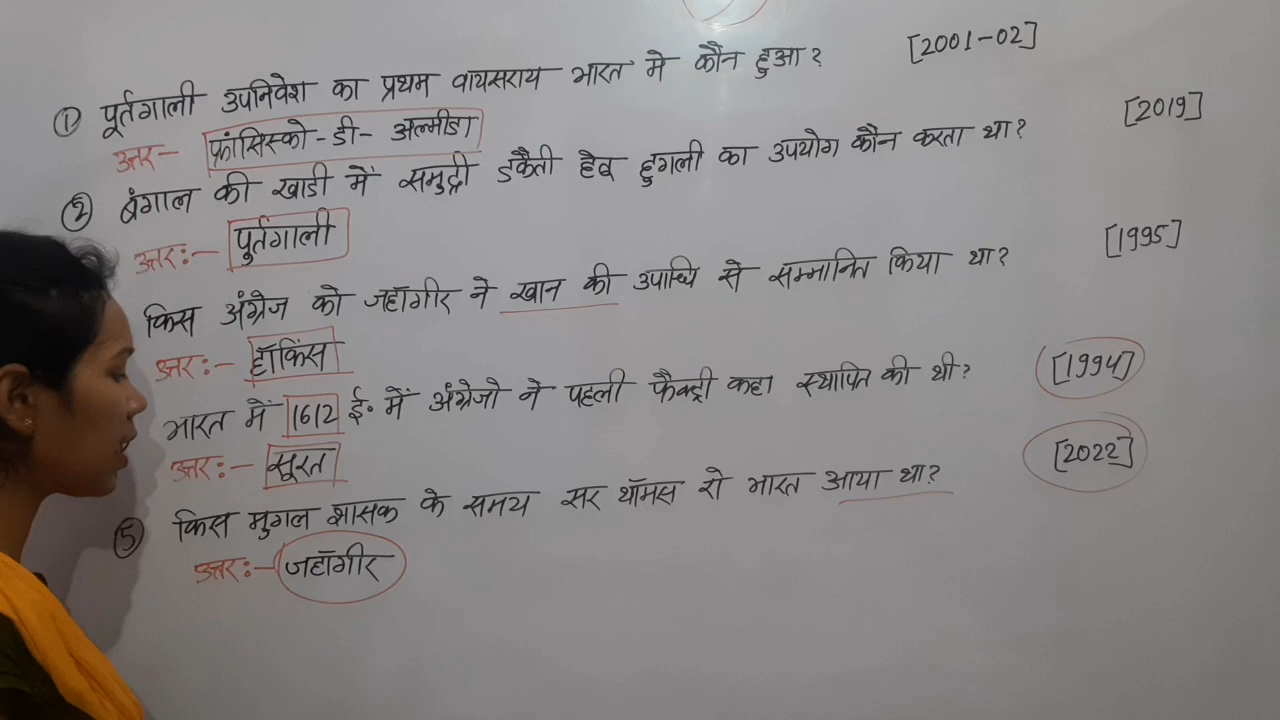 ① पूर्तगाली उपनिवेश का प्रथम वायसराय भारत मे कौन हुआ? [2001-02]
उत्तर- फ्रांसिस्को-डी-अल्मीडा
② बंगाल की खाडी में समुद्री डकैती हेतु हुगली का उपयोग कौन करता था? [2019]
उत्तर:- पुर्तगाली
किस अंग्रेज को जहाँगीर ने खान की उपाधि से सम्मानित किया था? [1995]
उत्तर:- हॉकिंस
भारत में 1612 ई॰ में अंग्रेजो ने पहली फैक्ट्री कहा स्थापित की थी? [1994]
उत्तर:- सूरत
⑤ किस मुगल शासक के समय सर थॉमस रो भारत आया था? [2022]
उत्तर:- जहाँगीर